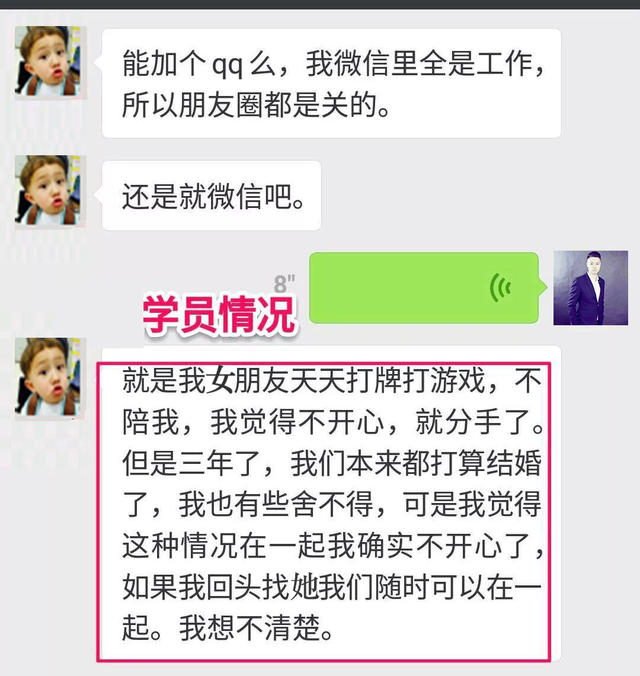 能加个qq么，我微信里全是工作，
所以朋友圈都是关的。
还是就微信吧。
8"
学员情况
就是我女朋友天天打牌打游戏，不
陪我，我觉得不开心，就分手了。
但是三年了，我们本来都打算结婚
了，我也有些舍不得，可是我觉得
这种情况在一起我确实不开心了，
如果我回头找她我们随时可以在一
起。我想不清楚。